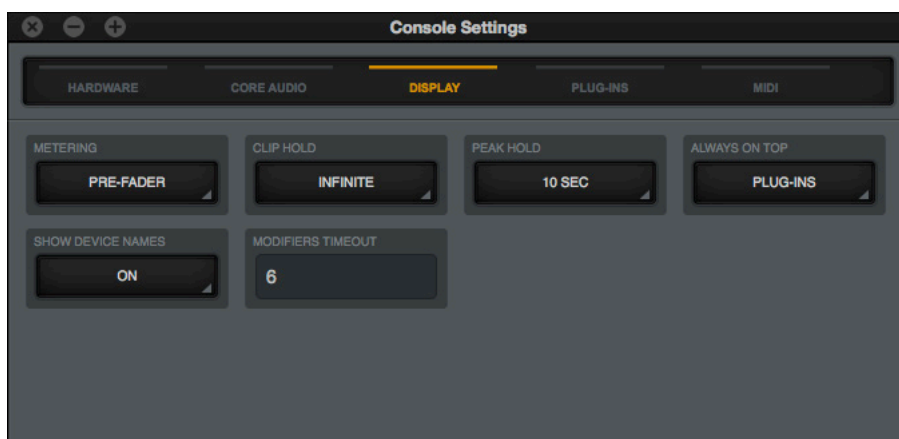 Console Settings
HARDWARE CORE AUDIO DISPLAY PLUG-INS MIDI
METERING CLIP HOLD PEAK HOLD ALWAYS ON TOP
PRE-FADER INFINITE 10 SEC PLUG-INS
SHOW DEVICE NAMES MODIFIERS TIMEOUT
ON 6